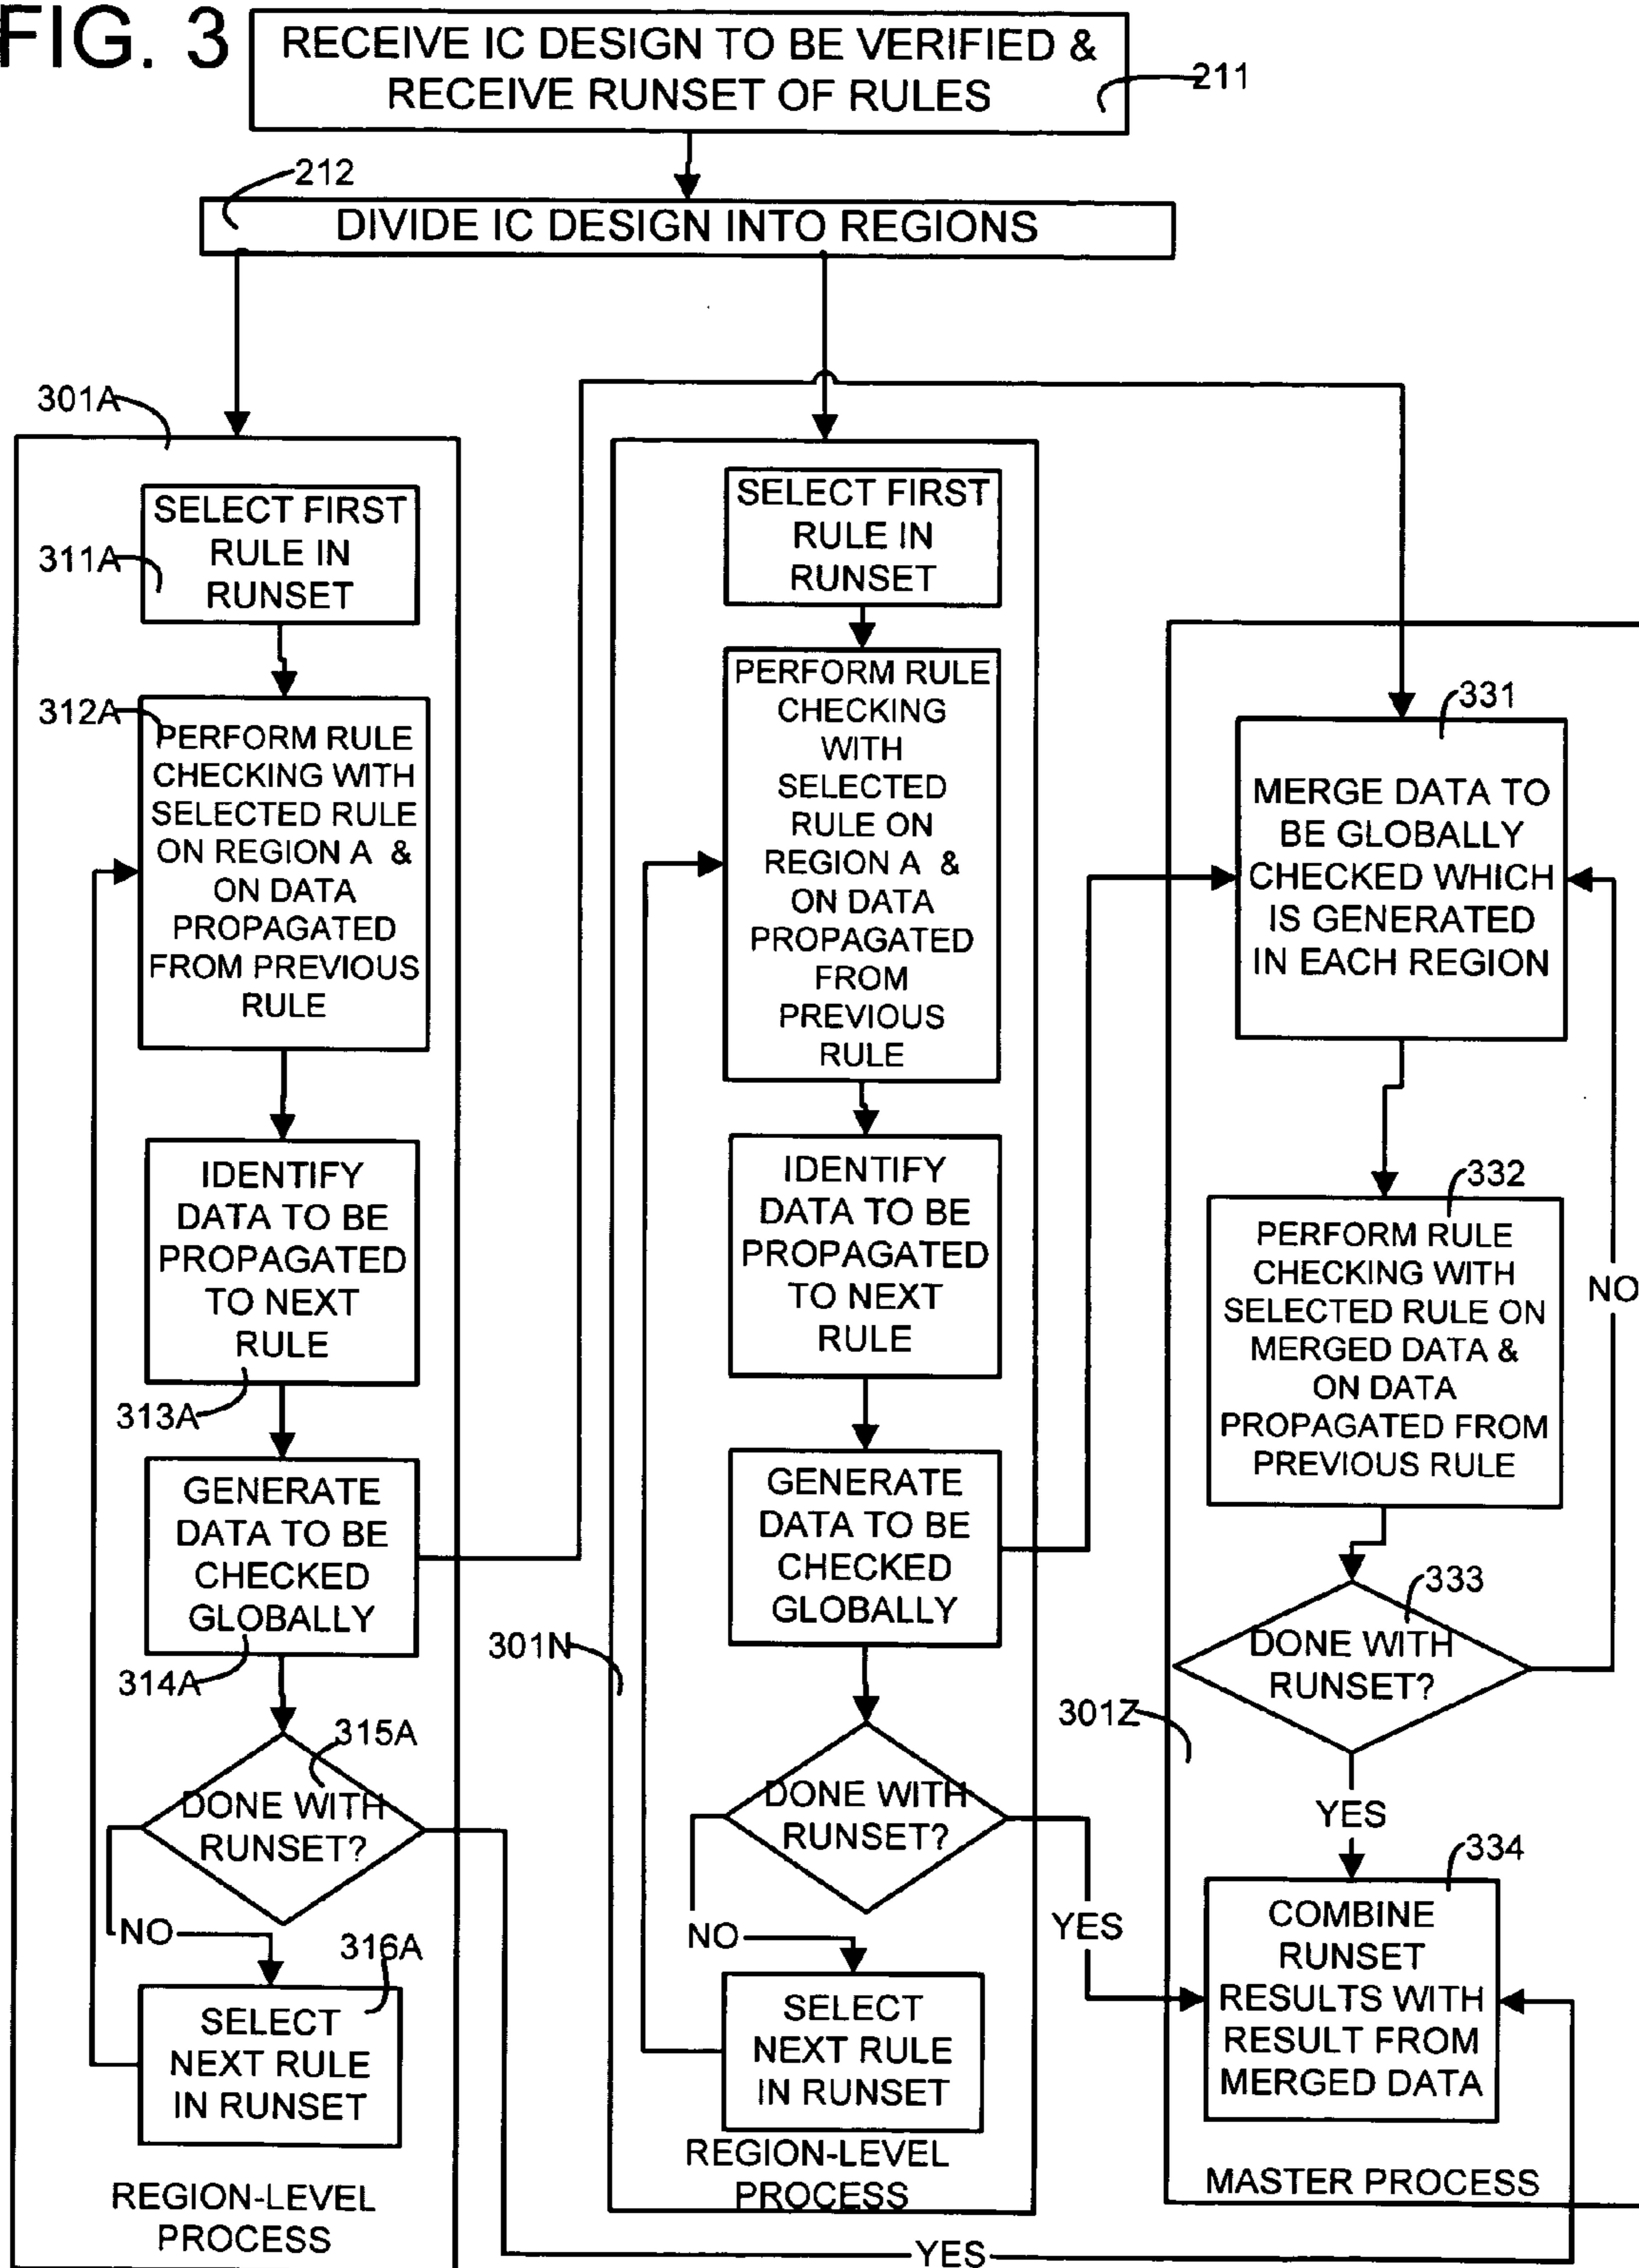 FIG. 3
RECEIVE IC DESIGN TO BE VERIFIED &
RECEIVE RUNSET OF RULES
211
212
DIVIDE IC DESIGN INTO REGIONS
301A
SELECT FIRST
RULE IN
RUNSET
311A
312A
PERFORM RULE
CHECKING WITH
SELECTED RULE
ON REGION A &
ON DATA
PROPAGATED
FROM PREVIOUS
RULE
IDENTIFY
DATA TO BE
PROPAGATED
TO NEXT
RULE
313A
GENERATE
DATA TO BE
CHECKED
GLOBALLY
314A
315A
DONE WITH
RUNSET?
NO
316A
SELECT
NEXT RULE
IN RUNSET
REGION-LEVEL
PROCESS
SELECT FIRST
RULE IN
RUNSET
PERFORM RULE
CHECKING
WITH
SELECTED
RULE ON
REGION A &
ON DATA
PROPAGATED
FROM
PREVIOUS
RULE
IDENTIFY
DATA TO BE
PROPAGATED
TO NEXT
RULE
GENERATE
DATA TO BE
CHECKED
GLOBALLY
301N
DONE WITH
RUNSET?
NO
YES
SELECT
NEXT RULE
IN RUNSET
REGION-LEVEL
PROCESS
331
MERGE DATA TO
BE GLOBALLY
CHECKED WHICH
IS GENERATED
IN EACH REGION
332
PERFORM RULE
CHECKING WITH
SELECTED RULE ON
MERGED DATA &
ON DATA
PROPAGATED FROM
PREVIOUS RULE
NO
333
DONE WITH
RUNSET?
301Z
YES
334
COMBINE
RUNSET
RESULTS WITH
RESULT FROM
MERGED DATA
MASTER PROCESS
YES